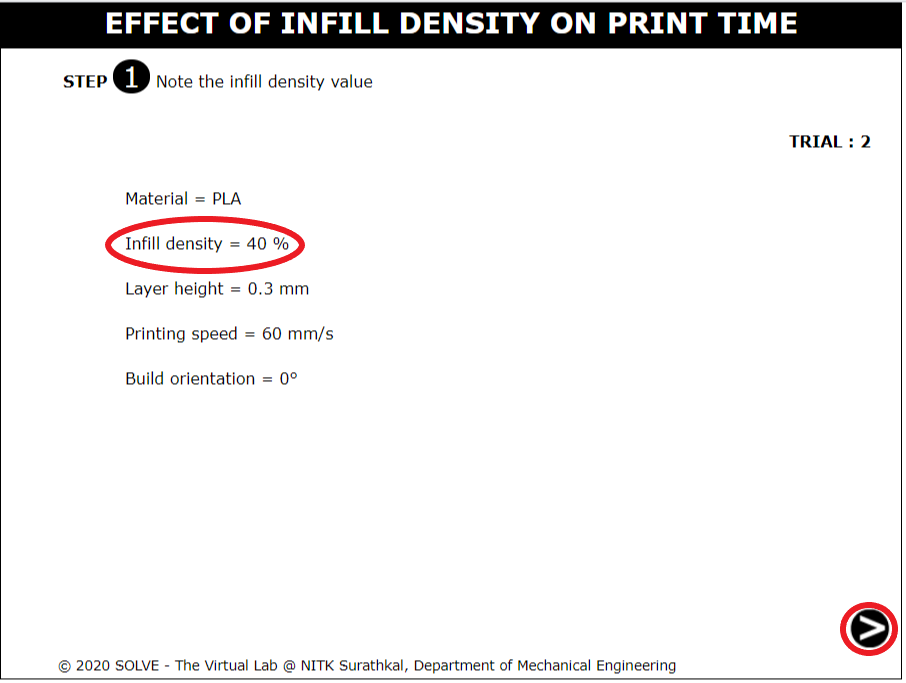 EFFECT OF INFILL DENSITY ON PRINT TIME
STEP 1 Note the infill density value
TRIAL : 2
Material = PLA
Infill density = 40 %
Layer height = 0.3 mm
Printing speed = 60 mm/s
Build orientation = 0°
>
© 2020 SOLVE - The Virtual Lab @ NITK Surathkal, Department of Mechanical Engineering